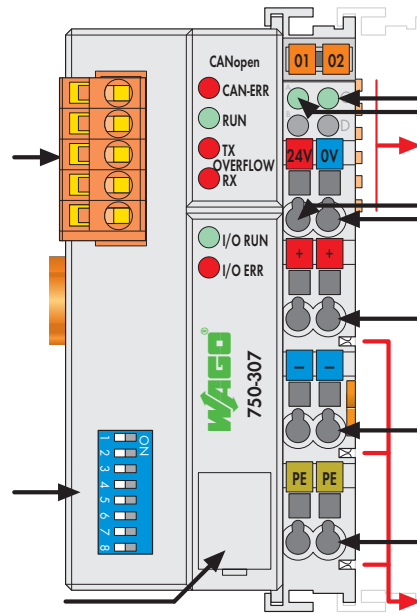 CANopen
CAN-ERR
RUN
TX
OVERFLOW
RX
I/O RUN
I/O ERR
WAGO
750-307
ON
1 2 3 4 5 6 7 8
01 02
A C
B D
24V 0V
+ +
– –
PE PE